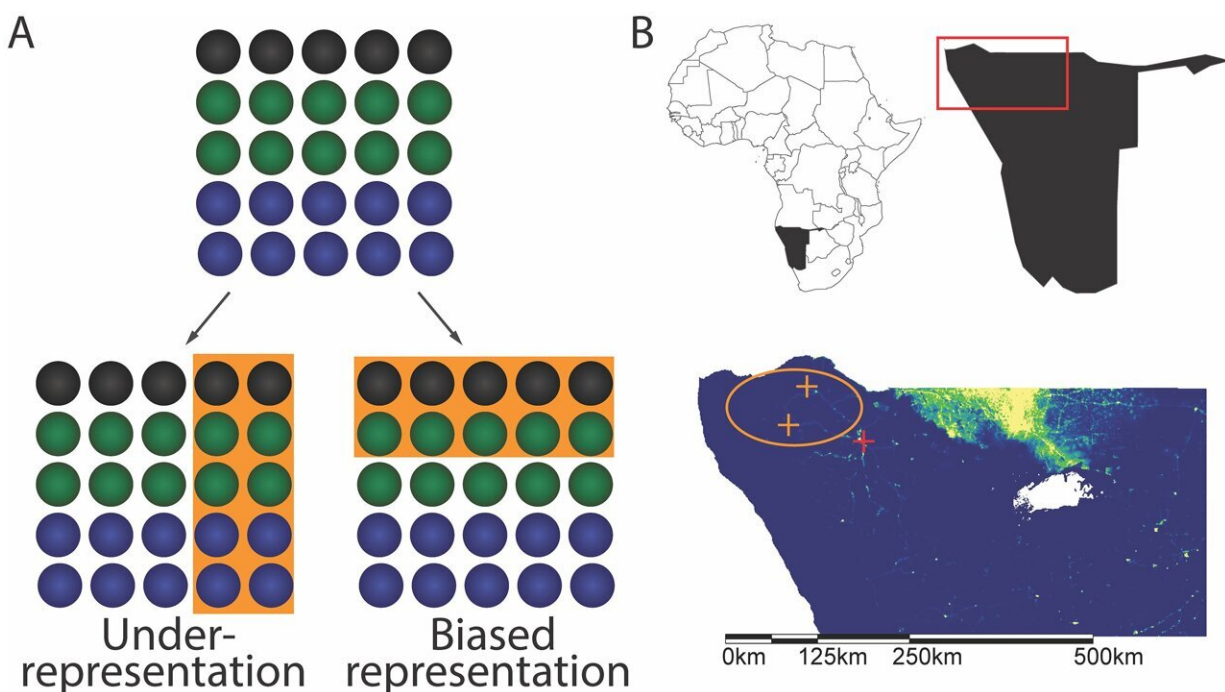 A
B
Under-
representation
Biased
representation
0km
125km
250km
500km